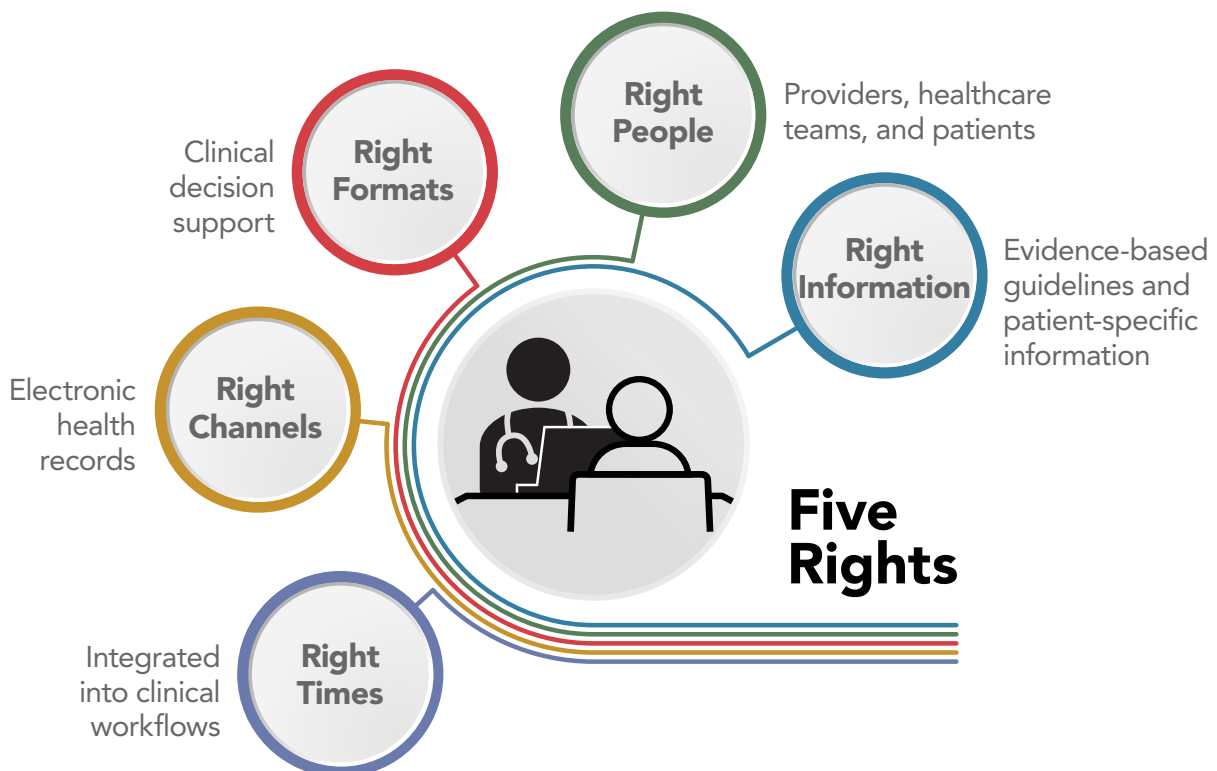 Right
People
Providers, healthcare
teams, and patients
Right
Formats
Clinical
decision
support
Right
Information
Evidence-based
guidelines and
patient-specific
information
Right
Channels
Electronic
health
records
Five
Rights
Right
Times
Integrated
into clinical
workflows